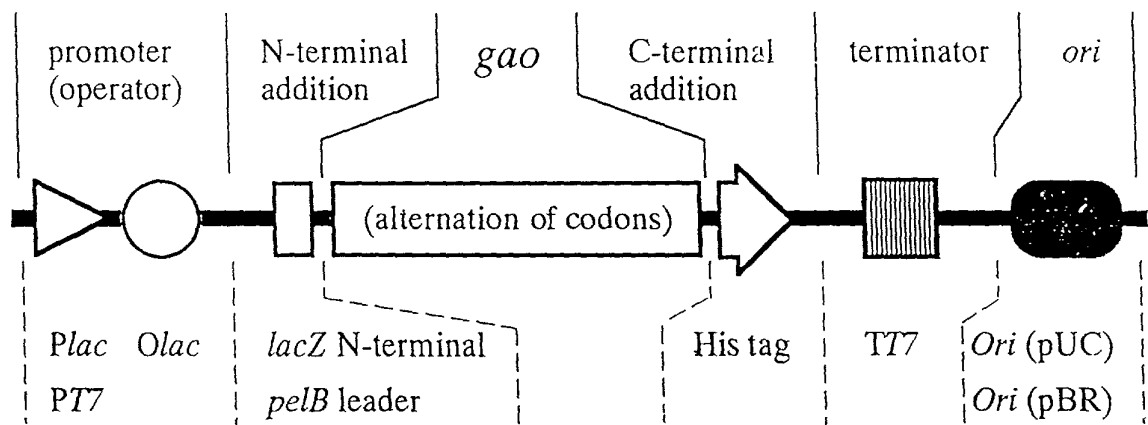 promoter
(operator)
N-terminal
addition
gao
C-terminal
addition
terminator
ori
(alternation of codons)
Plac Olac
PT7
lacZ N-terminal
pelB leader
His tag
TT7
Ori (pUC)
Ori (pBR)